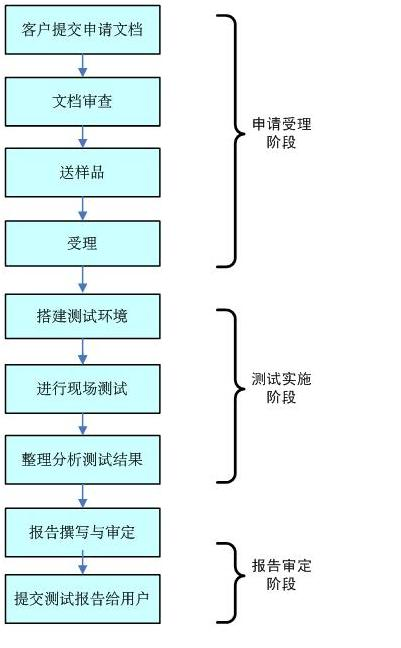 客户提交申请文档
文档审查
送样品
受理
申请受理
阶段
搭建测试环境
进行现场测试
整理分析测试结果
测试实施
阶段
报告撰写与审定
提交测试报告给用户
报告审定
阶段